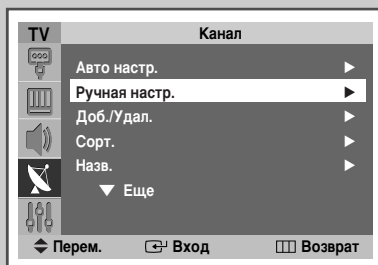 TV Канал
Авто настр.
Ручная настр.
Доб./Удал.
Сорт.
Назв.
Еще
Перем. Вход Возврат